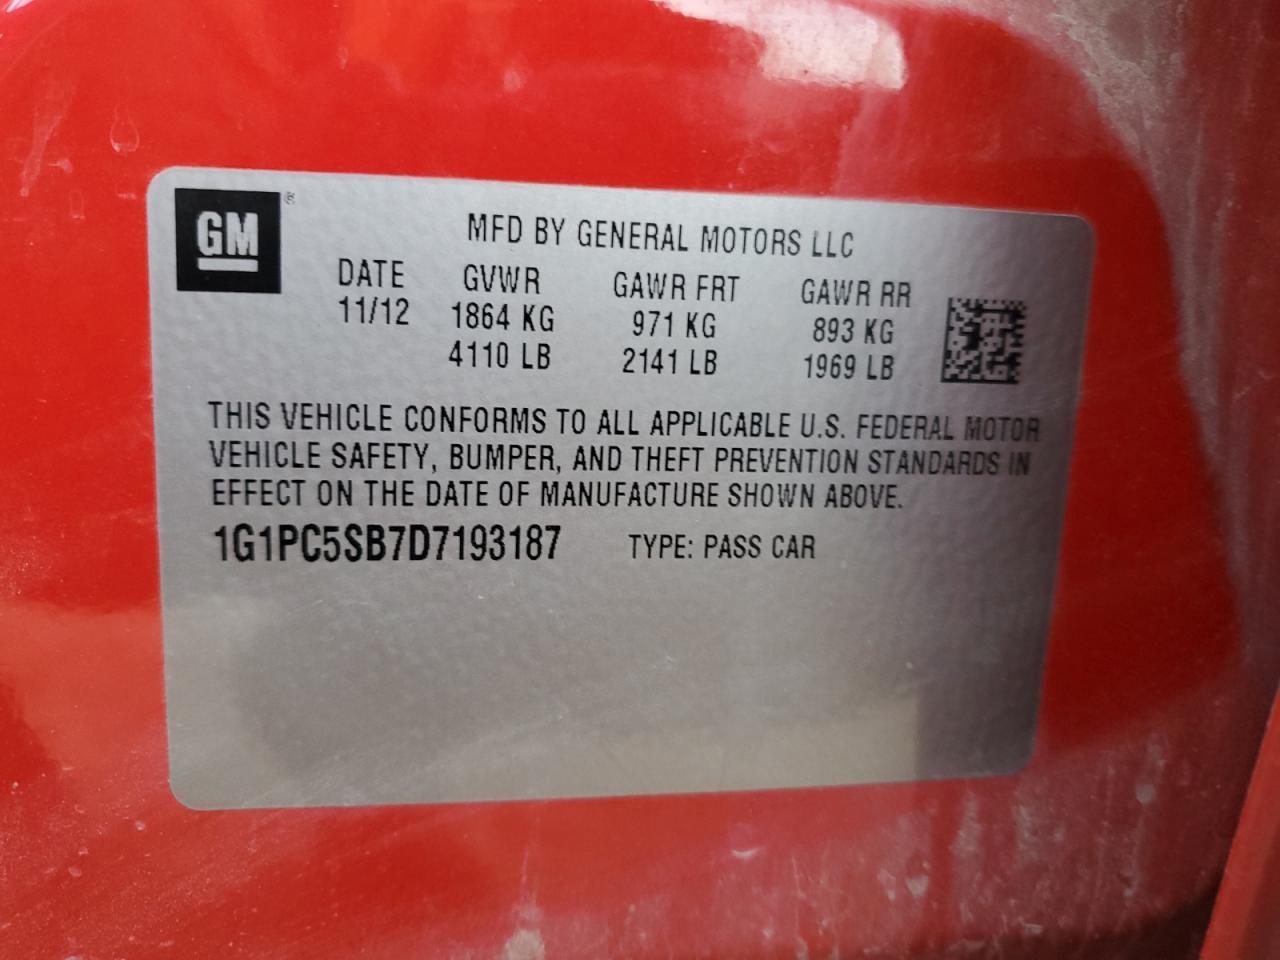 GM ®
MFD BY GENERAL MOTORS LLC
DATE GVWR GAWR FRT GAWR RR
11/12 1864 KG 971 KG 893 KG
4110 LB 2141 LB 1969 LB
THIS VEHICLE CONFORMS TO ALL APPLICABLE U.S. FEDERAL MOTOR
VEHICLE SAFETY, BUMPER, AND THEFT PREVENTION STANDARDS IN
EFFECT ON THE DATE OF MANUFACTURE SHOWN ABOVE.
1G1PC5SB7D7193187 TYPE: PASS CAR